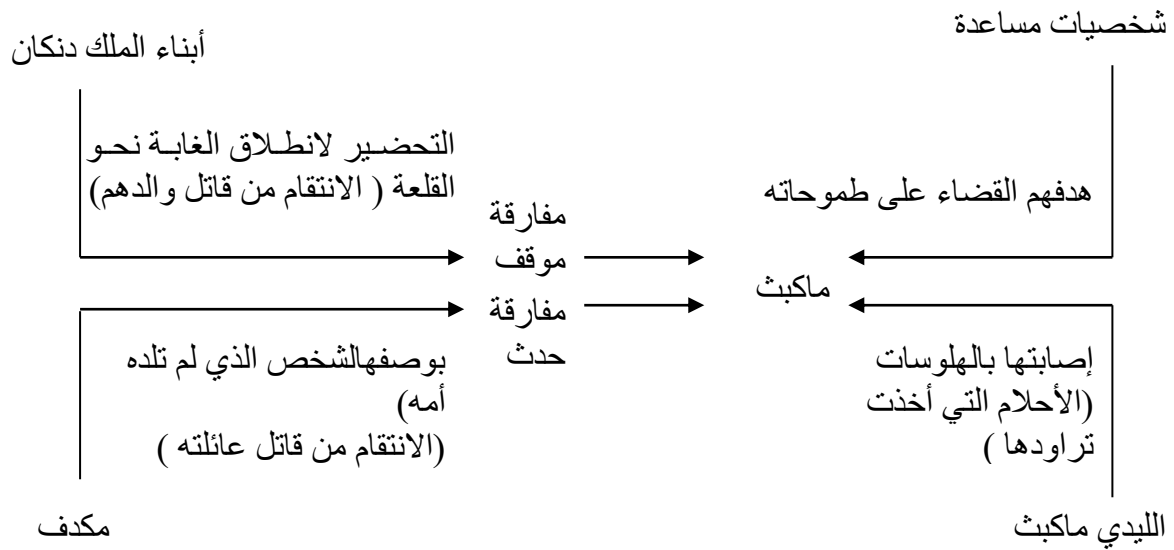 شخصيات مساعدة
أبناء الملك دنكان
التحضير لانطلاق الغابة نحو
القلعة ( الانتقام من قاتل والدهم)
هدفهم القضاء على طموحاته
مفارقة
موقف
ماكبث
مفارقة
حدث
إصابتها بالهلوسات
(الأحلام التي أخذت
تراودها )
بوصفهالشخص الذي لم تلده
أمه)
(الانتقام من قاتل عائلته )
الليدي ماكبث
مكدف